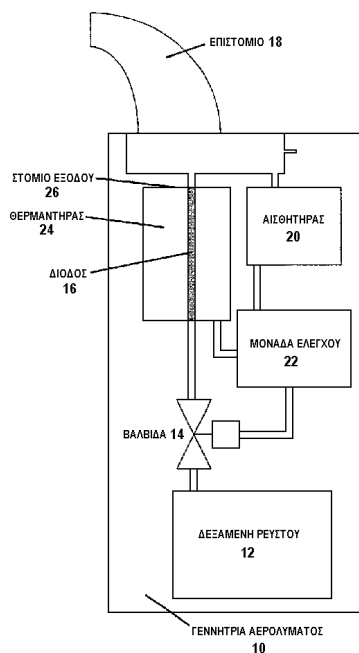 ΕΠΙΣΤΟΜΙΟ 18
ΣΤΟΜΙΟ ΕΞΟΔΟΥ
26
ΘΕΡΜΑΝΤΗΡΑΣ
24
ΑΙΣΘΗΤΗΡΑΣ
20
ΔΙΟΔΟΣ
16
ΜΟΝΑΔΑ ΕΛΕΓΧΟΥ
22
ΒΑΛΒΙΔΑ 14
ΔΕΞΑΜΕΝΗ ΡΕΥΣΤΟΥ
12
ΓΕΝΝΗΤΡΙΑ ΑΕΡΟΛΥΜΑΤΟΣ
10